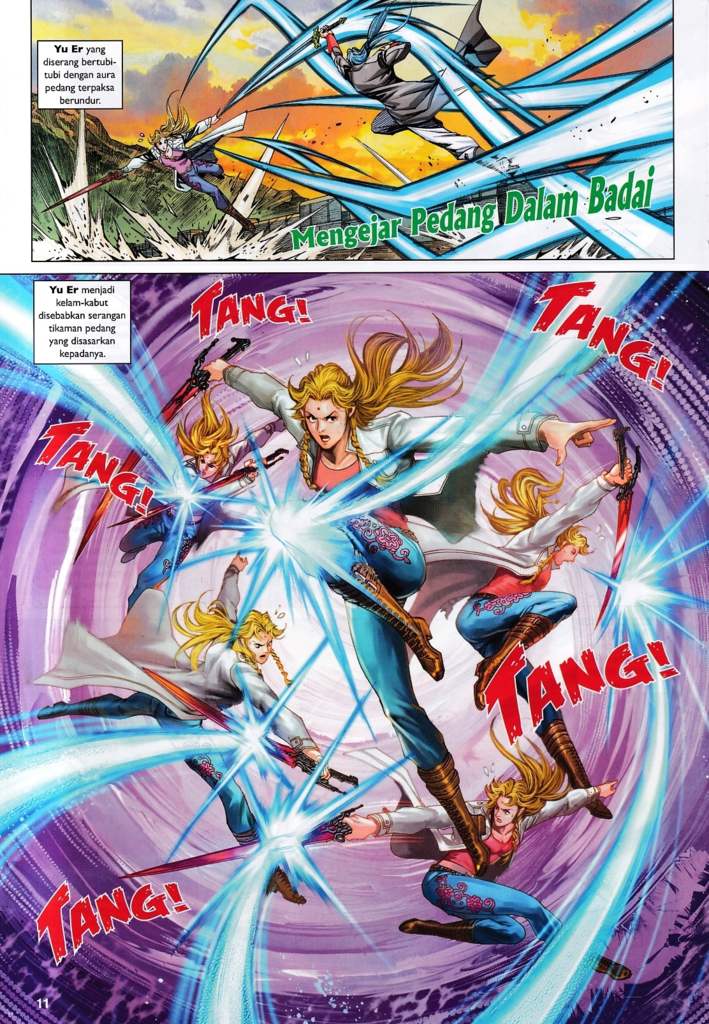 Yu Er yang
diserang bertubi-
tubi dengan aura
pedang terpaksa
berundur.
Mengejar Pedang Dalam Badai
Yu Er menjadi
kelam-kabut
disebabkan serangan
tikaman pedang
yang disasarkan
kepadanya.
TANG!
TANG!
TANG!
TANG!
TANG!
11